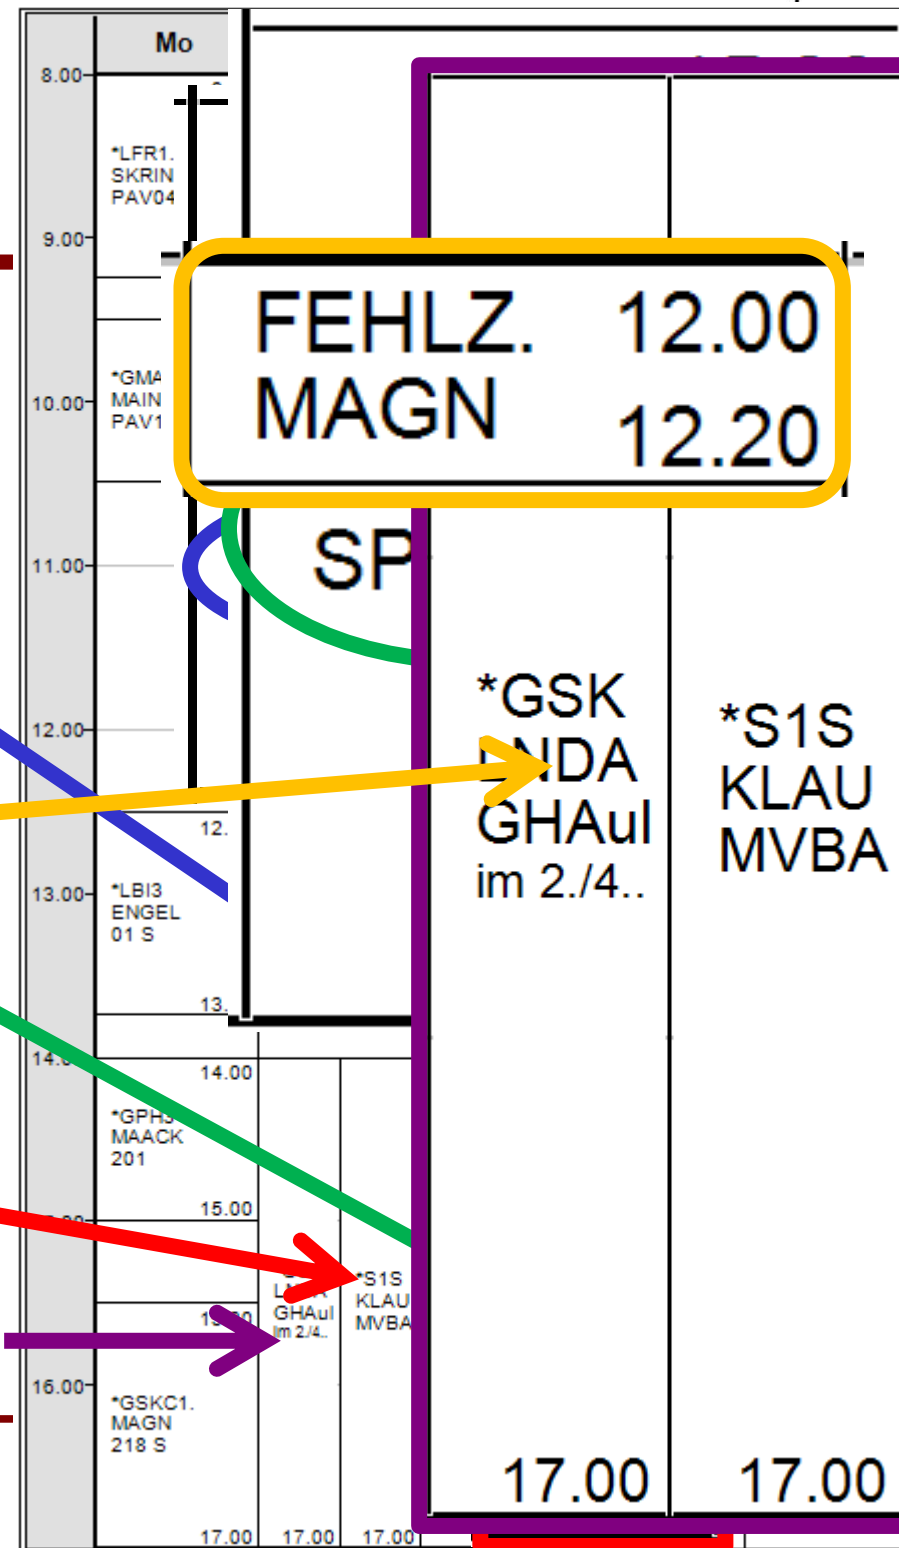 Mo
8.00
*LFR1.
SKRIN
PAV04
9.00
FEHLZ. 12.00
MAGN 12.20
*GMA
MAIN
PAV1
10.00
11.00
SP
*GSK
LNDA
GHAul
im 2./4..
*S1S
KLAU
MVBA
12.00
12.
13.00
*LBI3
ENGEL
01 S
13.
14.00
*GPH3
MAACK
201
15.00
LNDA
GHAul
im 2./4..
*S1S
KLAU
MVBA
16.00
*GSKC1.
MAGN
218 S
17.00 17.00
17.00 17.00 17.00